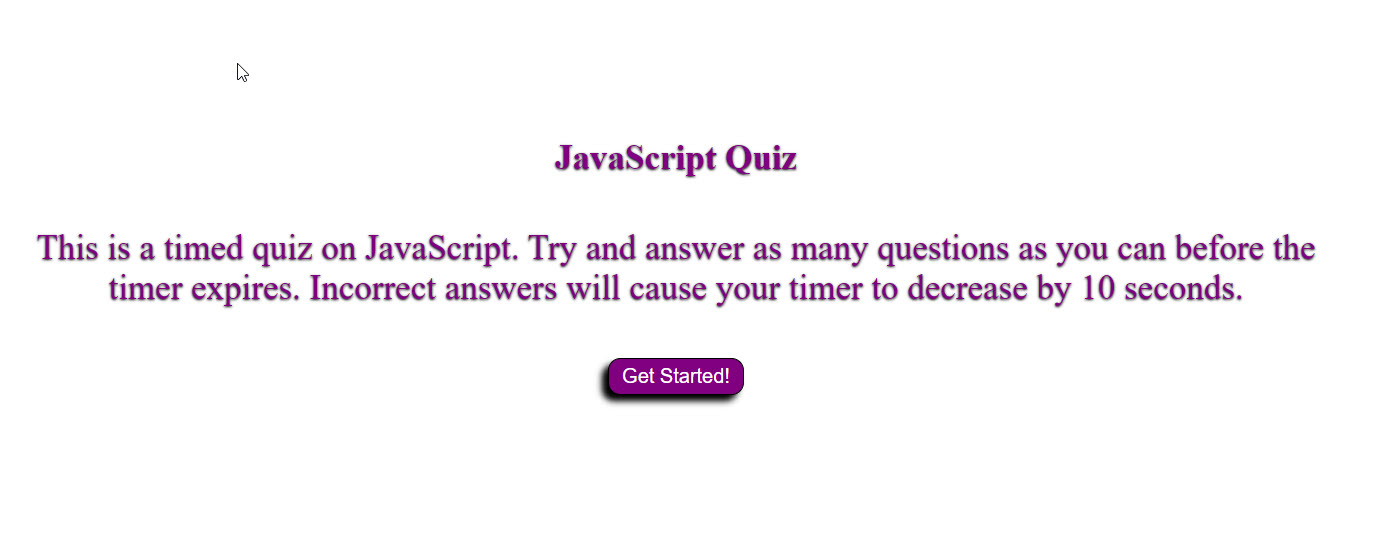 JavaScript Quiz
This is a timed quiz on JavaScript. Try and answer as many questions as you can before the
timer expires. Incorrect answers will cause your timer to decrease by 10 seconds.
Get Started!